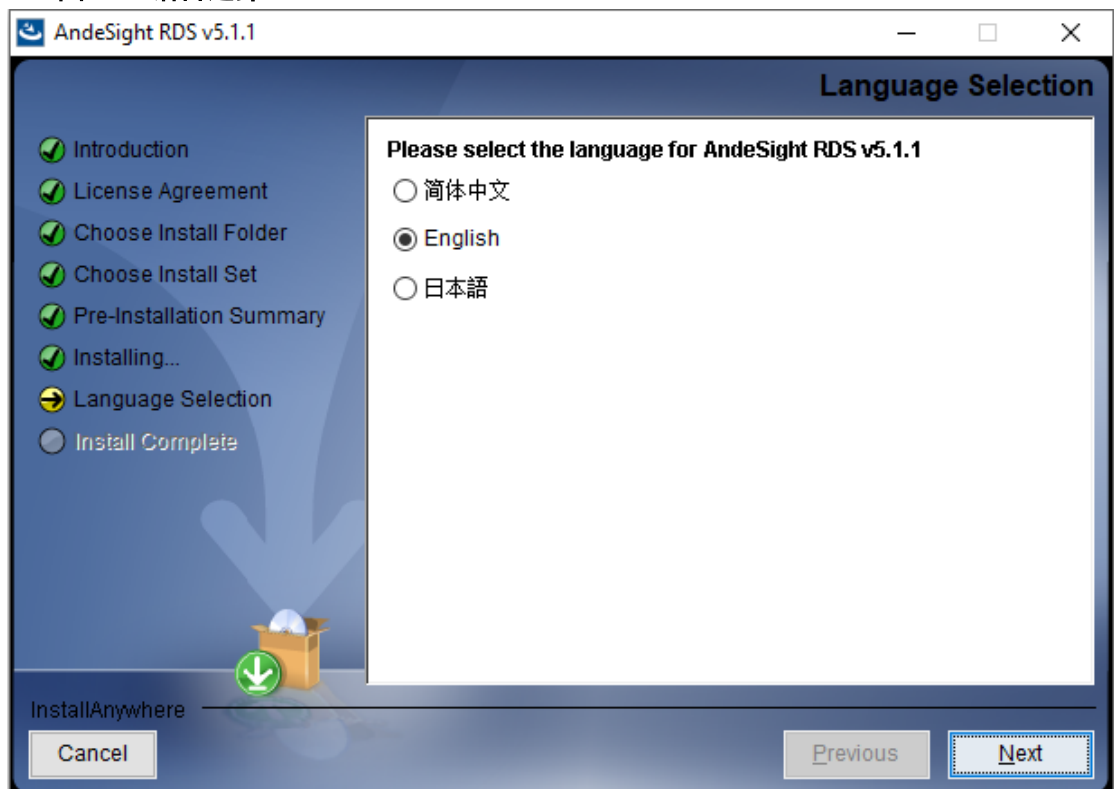 AndeSight RDS v5.1.1
Language Selection
Introduction
License Agreement
Choose Install Folder
Choose Install Set
Pre-Installation Summary
Installing...
Language Selection
Install Complete
Please select the language for AndeSight RDS v5.1.1
简体中文
English
日本語
InstallAnywhere
Cancel
Previous
Next